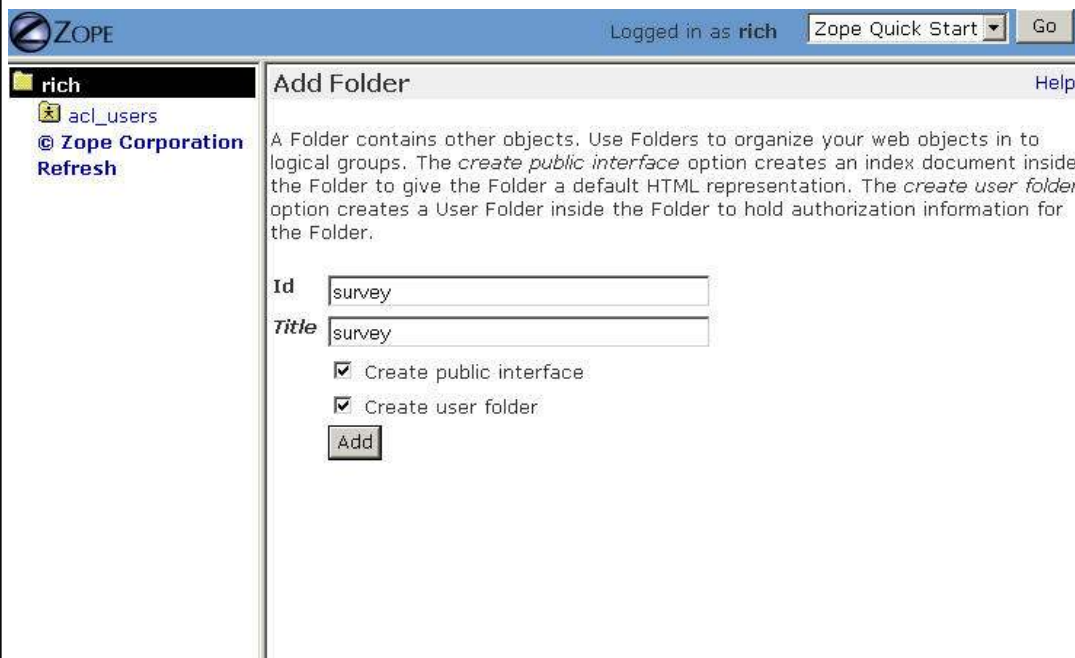 ZOPE
Logged in as rich
Zope Quick Start
Go
rich
acl_users
© Zope Corporation
Refresh
Add Folder
Help
A Folder contains other objects. Use Folders to organize your web objects in to
logical groups. The create public interface option creates an index document inside
the Folder to give the Folder a default HTML representation. The create user folder
option creates a User Folder inside the Folder to hold authorization information for
the Folder.
Id
survey
Title
survey
Create public interface
Create user folder
Add